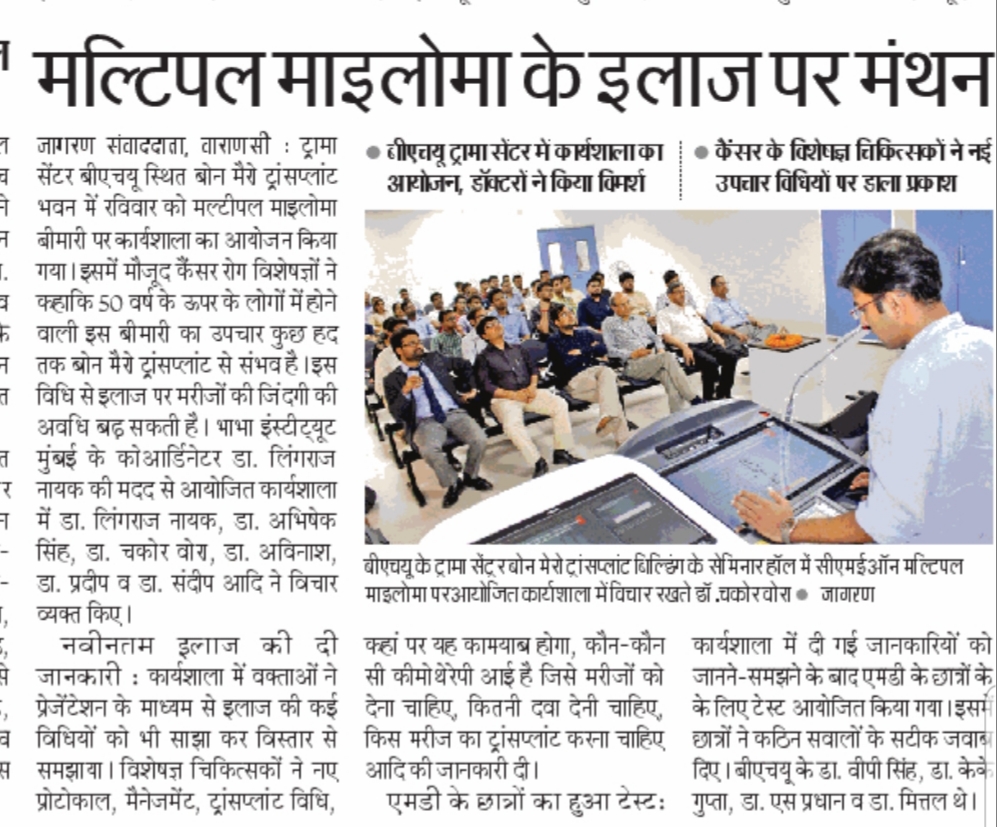 मल्टिपल माइलोमा के इलाज पर मंथन
जागरण संवाददाता, वाराणसी : ट्रामा
सेंटर बीएचयू स्थित बोन मैरो ट्रांसप्लांट
भवन में रविवार को मल्टीपल माइलोमा
बीमारी पर कार्यशाला का आयोजन किया
गया। इसमें मौजूद कैंसर रोग विशेषज्ञों ने
कहाकि 50 वर्ष के ऊपर के लोगों में होने
वाली इस बीमारी का उपचार कुछ हद
तक बोन मैरो ट्रांसप्लांट से संभव है। इस
विधि से इलाज पर मरीजों की जिंदगी की
अवधि बढ़ सकती है। भाभा इंस्टीट्यूट
मुंबई के कोआर्डिनेटर डा. लिंगराज
नायक की मदद से आयोजित कार्यशाला
में डा. लिंगराज नायक, डा. अभिषेक
सिंह, डा. चकोर वोरा, डा. अविनाश,
डा. प्रदीप व डा. संदीप आदि ने विचार
व्यक्त किए।
नवीनतम इलाज की दी
जानकारी : कार्यशाला में वक्ताओं ने
प्रेजेंटेशन के माध्यम से इलाज की कई
विधियों को भी साझा कर विस्तार से
समझाया। विशेषज्ञ चिकित्सकों ने नए
प्रोटोकाल, मैनेजमेंट, ट्रांसप्लांट विधि,
● बीएचयू ट्रामा सेंटर में कार्यशाला का
आयोजन, डॉक्टरों ने किया विमर्श
● कैंसर के विशेषज्ञ चिकित्सकों ने नई
उपचार विधियों पर डाला प्रकाश
बीएचयू के ट्रामा सेंटर बोन मेरो ट्रांसप्लांट बिल्डिंग के सेमिनार हॉल में सीएमई ऑन मल्टिपल
माइलोमा पर आयोजित कार्यशाला में विचार रखते डॉ .चकोर वोरा ● जागरण
कहां पर यह कामयाब होगा, कौन-कौन
सी कीमोथेरेपी आई है जिसे मरीजों को
देना चाहिए, कितनी दवा देनी चाहिए,
किस मरीज का ट्रांसप्लांट करना चाहिए
आदि की जानकारी दी।
एमडी के छात्रों का हुआ टेस्ट:
कार्यशाला में दी गई जानकारियों को
जानने-समझने के बाद एमडी के छात्रों के
के लिए टेस्ट आयोजित किया गया। इसमें
छात्रों ने कठिन सवालों के सटीक जवाब
दिए। बीएचयू के डा. वीपी सिंह, डा. केके
गुप्ता, डा. एस प्रधान व डा. मित्तल थे।